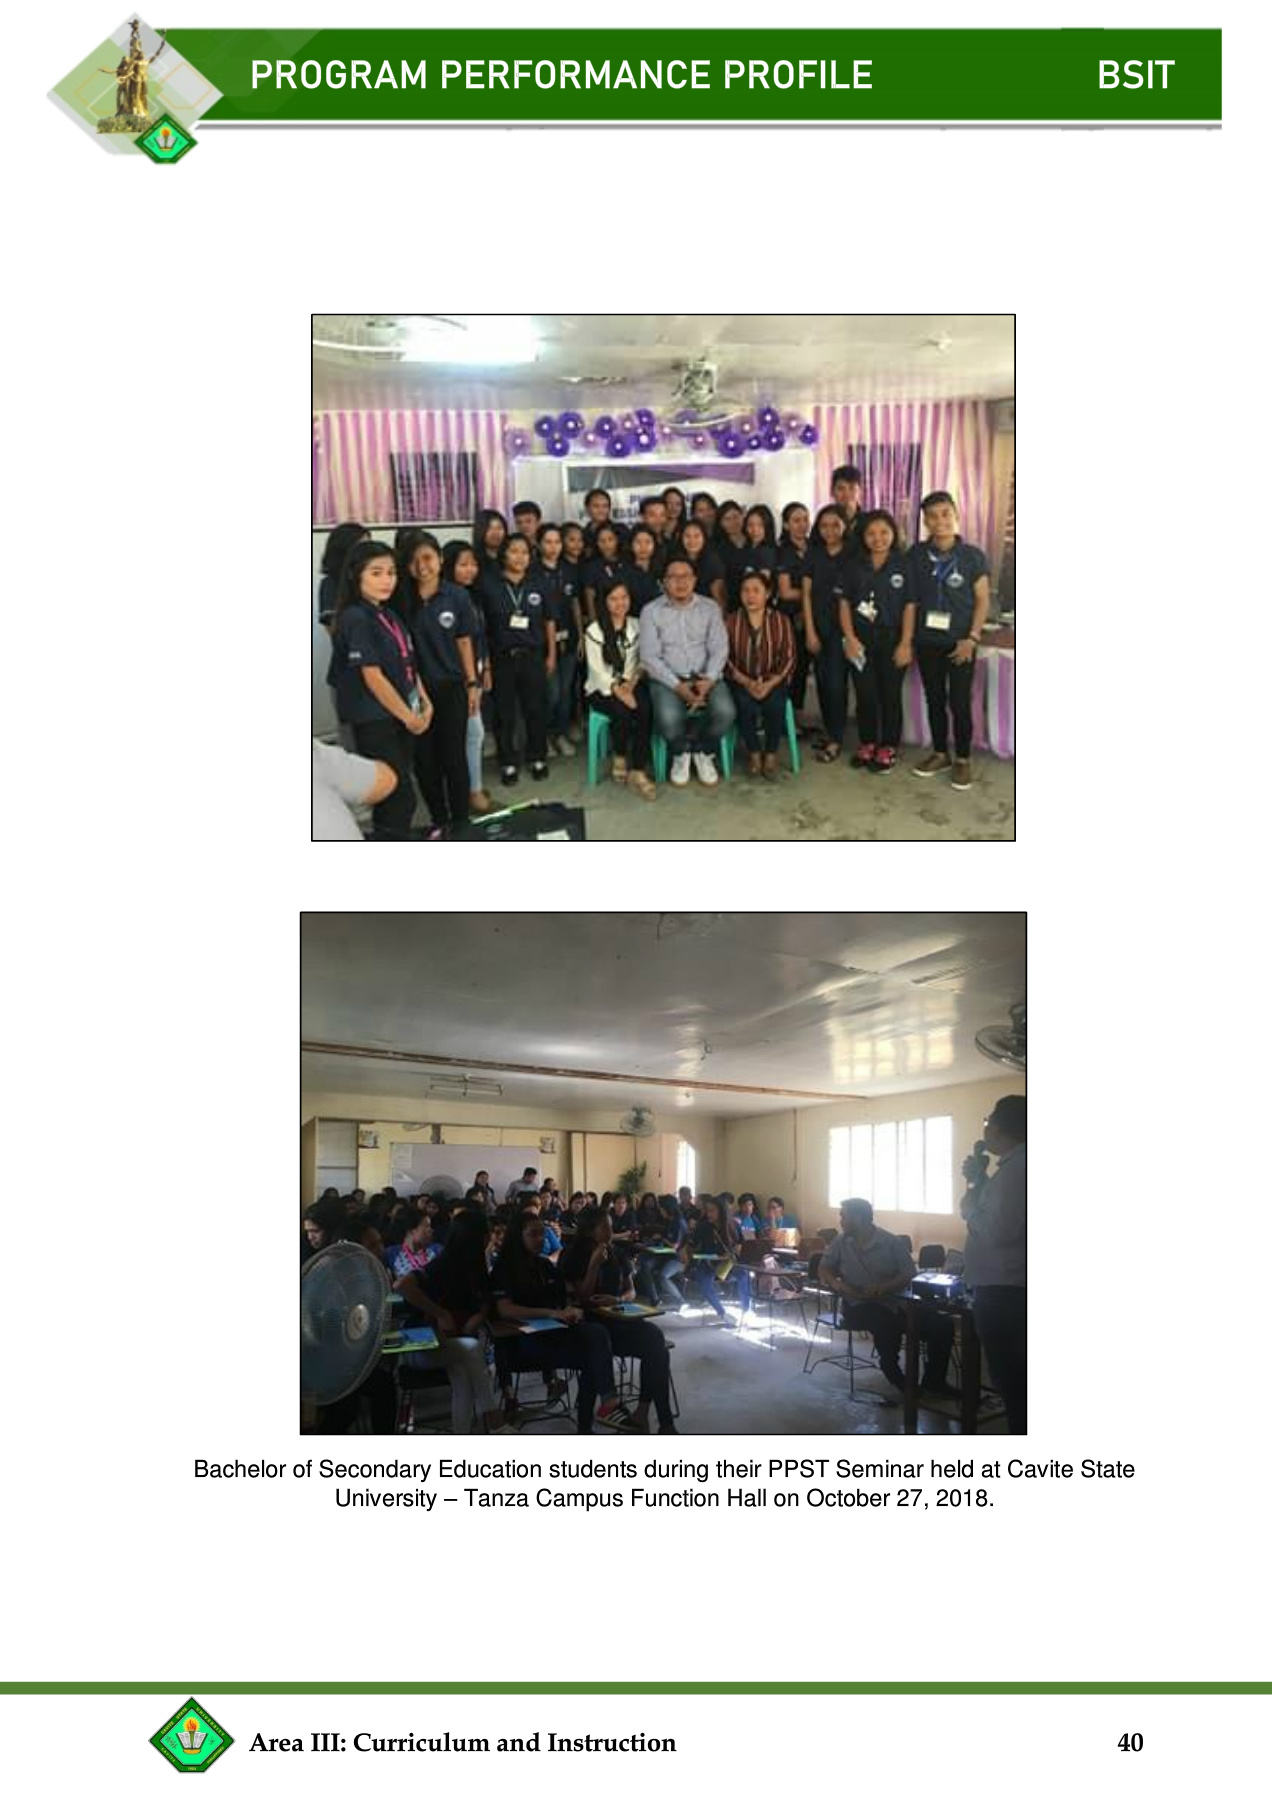 PROGRAM PERFORMANCE PROFILE BSIT
Bachelor of Secondary Education students during their PPST Seminar held at Cavite State
University – Tanza Campus Function Hall on October 27, 2018.
Area III: Curriculum and Instruction 40